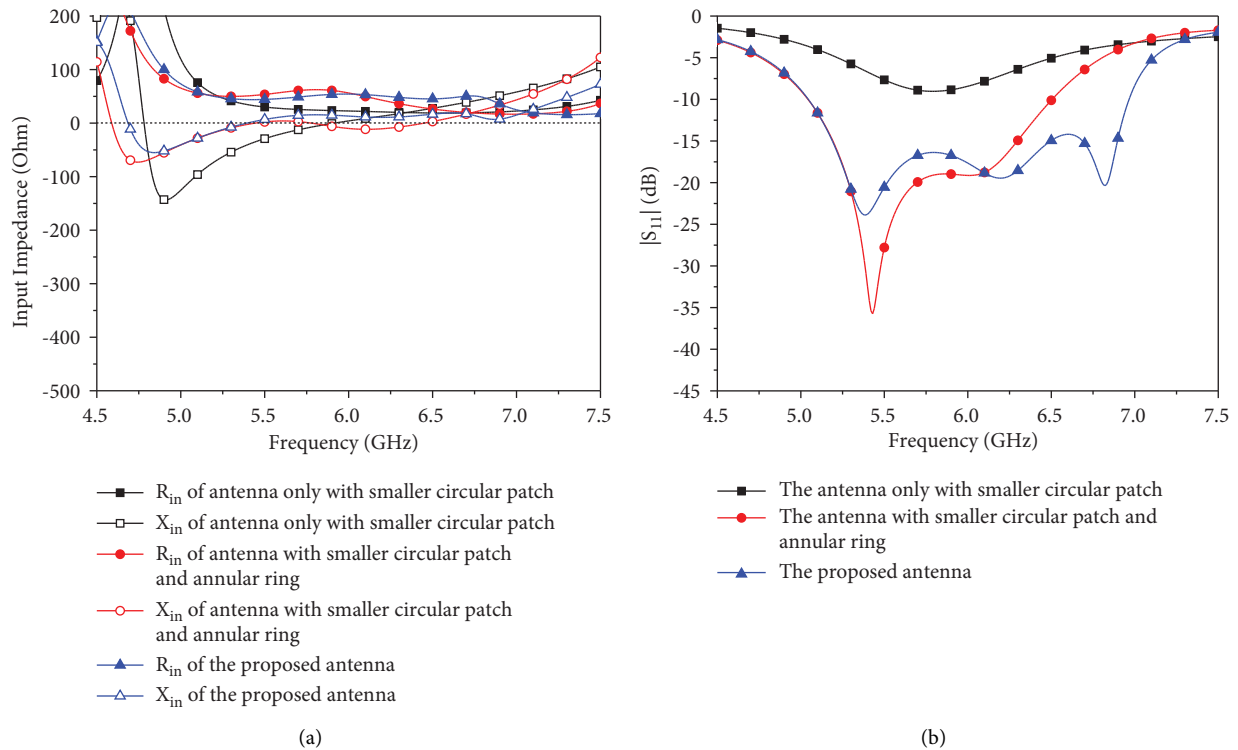 200
100
0
-100
-200
-300
-400
-500
Input Impedance (Ohm)
4.5 5.0 5.5 6.0 6.5 7.0 7.5
Frequency (GHz)
R_in of antenna only with smaller circular patch
X_in of antenna only with smaller circular patch
R_in of antenna with smaller circular patch
and annular ring
X_in of antenna with smaller circular patch
and annular ring
R_in of the proposed antenna
X_in of the proposed antenna
(a)
0
-5
-10
-15
-20
-25
-30
-35
-40
-45
|S_11| (dB)
4.5 5.0 5.5 6.0 6.5 7.0 7.5
Frequency (GHz)
The antenna only with smaller circular patch
The antenna with smaller circular patch and
annular ring
The proposed antenna
(b)